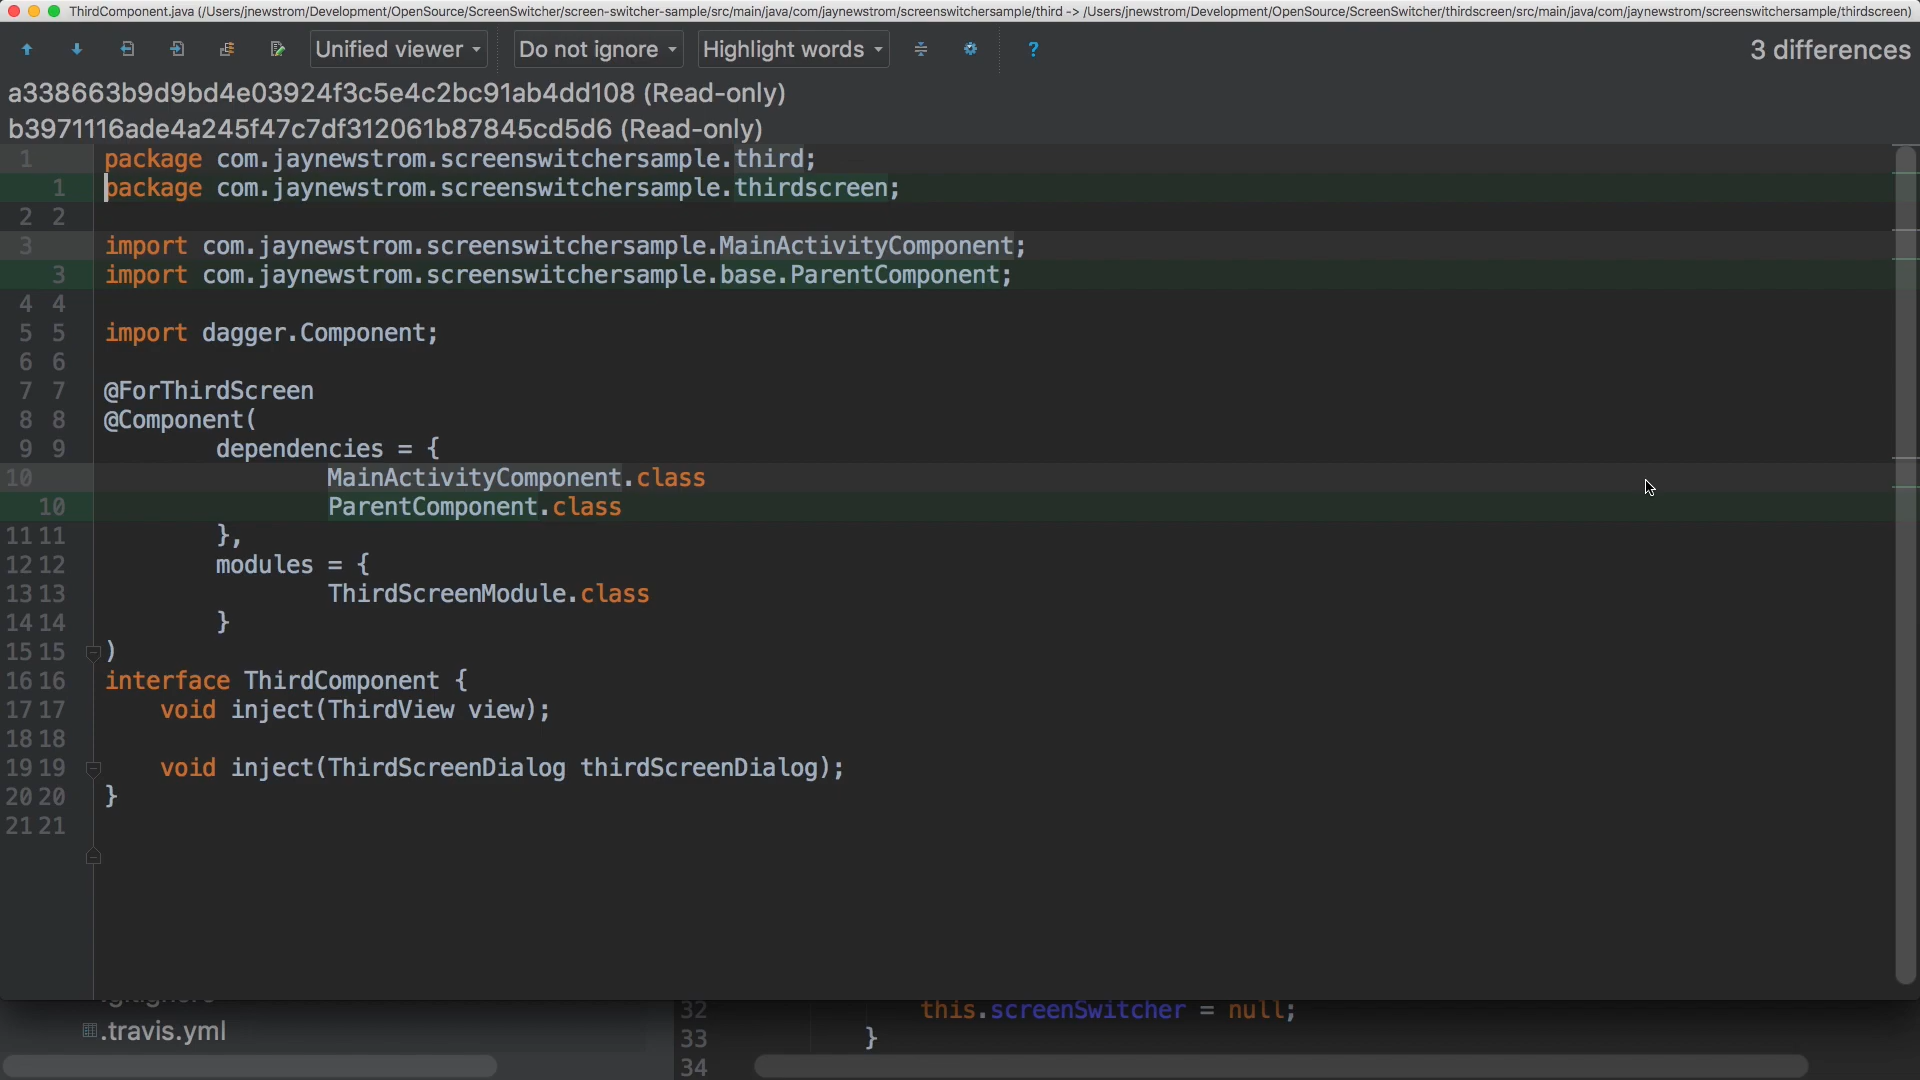 ThirdComponent.java (/Users/jnewstrom/Development/OpenSource/ScreenSwitcher/screen-switcher-sample/src/main/java/com/jaynewstrom/screenswitchersample/third -> /Users/jnewstrom/Development/OpenSource/ScreenSwitcher/thirdscreen/src/main/java/com/jaynewstrom/screenswitchersample/thirdscreen)
Unified viewer Do not ignore Highlight words ? 3 differences
a338663b9d9bd4e03924f3c5e4c2bc91ab4dd108 (Read-only)
b3971116ade4a245f47c7df312061b87845cd5d6 (Read-only)
1 package com.jaynewstrom.screenswitchersample.third;
1 package com.jaynewstrom.screenswitchersample.thirdscreen;
2 2
3 import com.jaynewstrom.screenswitchersample.MainActivityComponent;
3 import com.jaynewstrom.screenswitchersample.base.ParentComponent;
4 4
5 5 import dagger.Component;
6 6
7 7 @ForThirdScreen
8 8 @Component(
9 9 dependencies = {
10 MainActivityComponent.class
10 ParentComponent.class
11 11 },
12 12 modules = {
13 13 ThirdScreenModule.class
14 14 }
15 15 )
16 16 interface ThirdComponent {
17 17 void inject(ThirdView view);
18 18
19 19 void inject(ThirdScreenDialog thirdScreenDialog);
20 20 }
21 21
.travis.yml
32 this.screenSwitcher = null;
33 }
34